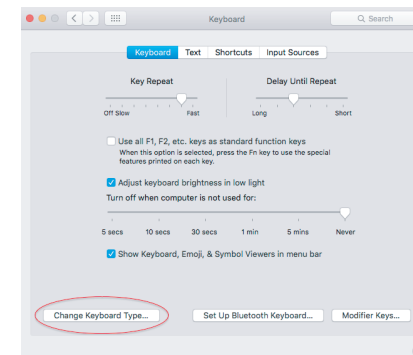 Keyboard
Search
Keyboard Text Shortcuts Input Sources
Key Repeat Delay Until Repeat
Off Slow Fast Long Short
Use all F1, F2, etc. keys as standard function keys
When this option is selected, press the Fn key to use the special
features printed on each key.
Adjust keyboard brightness in low light
Turn off when computer is not used for:
5 secs 10 secs 30 secs 1 min 5 mins Never
Show Keyboard, Emoji, & Symbol Viewers in menu bar
Change Keyboard Type... Set Up Bluetooth Keyboard... Modifier Keys...